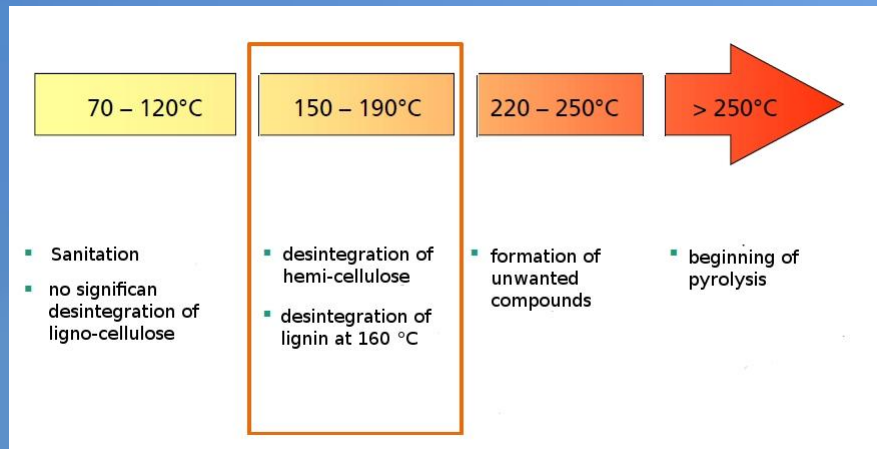 70 – 120°C
150 – 190°C
220 – 250°C
> 250°C
Sanitation
no significan
desintegration of
ligno-cellulose
desintegration of
hemi-cellulose
desintegration of
lignin at 160 °C
formation of
unwanted
compounds
beginning of
pyrolysis